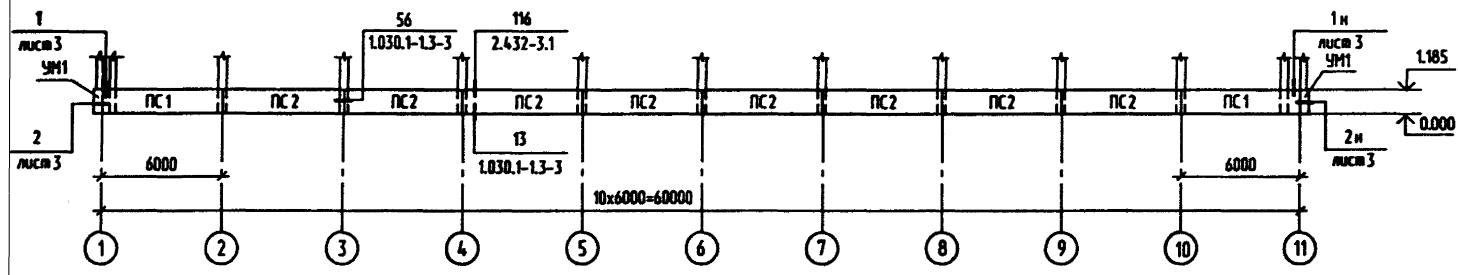 1
лист 3
УМ1
2
лист 3
56
1.030.1-1.3-3
116
2.432-3.1
13
1.030.1-1.3-3
1н
лист 3
УМ1
2н
лист 3
1.185
0.000
ПС1 ПС2 ПС2 ПС2 ПС2 ПС2 ПС2 ПС2 ПС2 ПС1
6000
6000
10х6000=60000
1 2 3 4 5 6 7 8 9 10 11